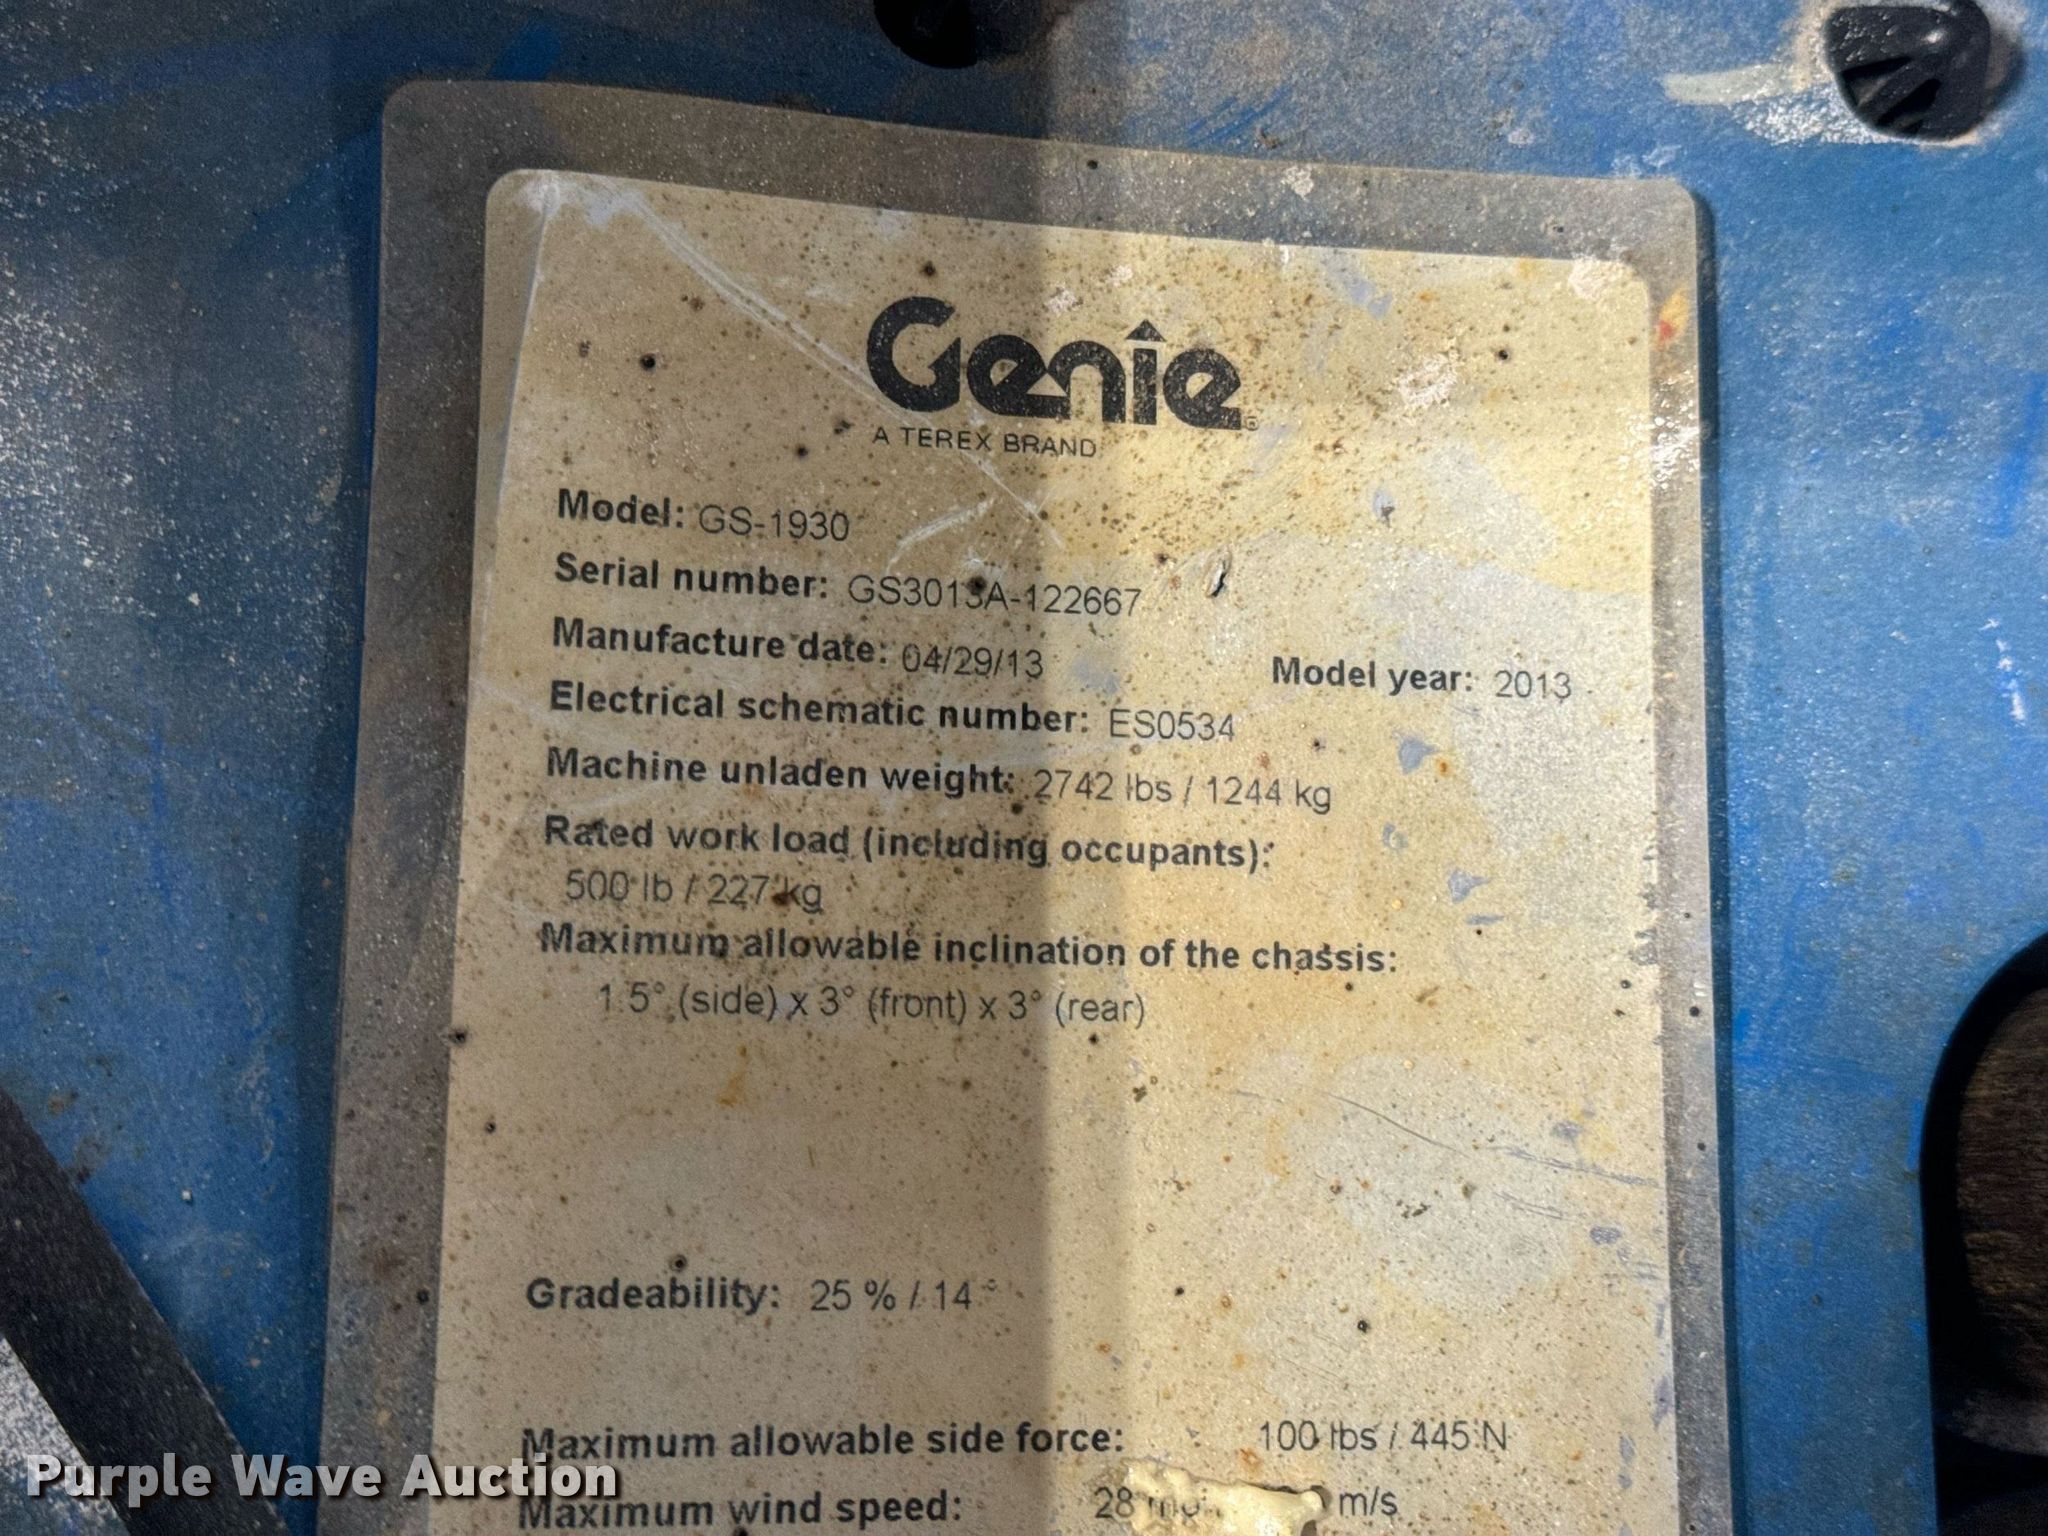 Genie
A TEREX BRAND
Model: GS-1930
Serial number: GS3013A-122667
Manufacture date: 04/29/13 Model year: 2013
Electrical schematic number: ES0534
Machine unladen weight: 2742 lbs / 1244 kg
Rated work load (including occupants):
500 lb / 227 kg
Maximum allowable inclination of the chassis:
1.5° (side) x 3° (front) x 3° (rear)
Gradeability: 25 % / 14 °
Maximum allowable side force: 100 lbs / 445 N
Maximum wind speed: 28 m/s
Purple Wave Auction